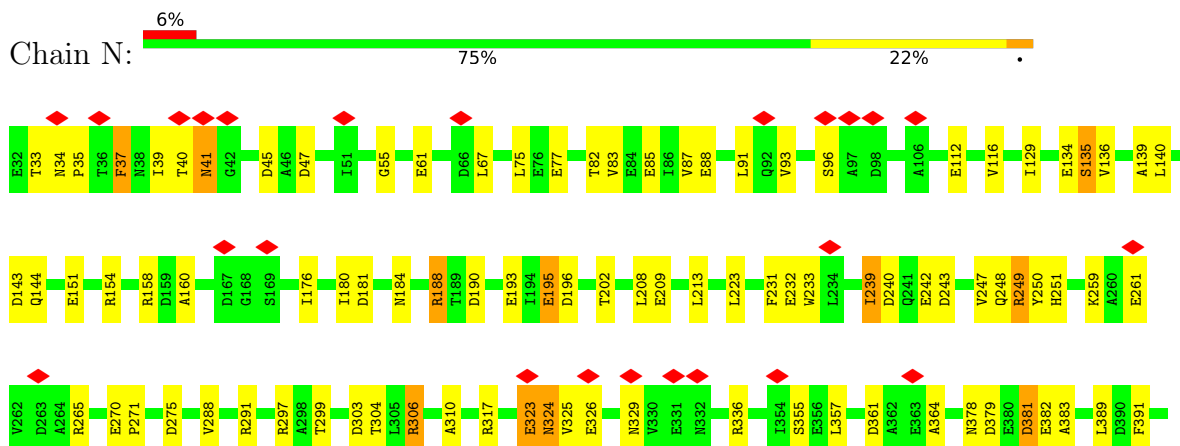 6%
Chain N:
75% 22% .
E32 T33 N34 P35 T36 F37 N38 I39 T40 N41 G42 D45 A46 D47 I51 G55 E61 D66 L67 L75 E76 E77 T82 V83 E84 E85 I86 V87 E88 L91 Q92 V93 S96 A97 D98 A106 E112 V116 I129 E134 S135 V136 A139 L140
D143 Q144 E151 R154 R158 D159 A160 D167 G168 S169 I176 I180 D181 N184 R188 T189 D190 E193 I194 E195 D196 T202 L208 E209 L213 L223 F231 E232 W233 L234 I239 D240 Q241 E242 D243 V247 Q248 R249 Y250 H251 K259 A260 E261
V262 D263 A264 R265 E270 P271 D275 V288 R291 R297 A298 T299 D303 T304 L305 R306 A310 R317 E323 N324 V325 E326 N329 V330 E331 N332 R336 I354 S355 E356 L357 D361 A362 E363 A364 N378 D379 E380 D381 E382 A383 L389 D390 F391